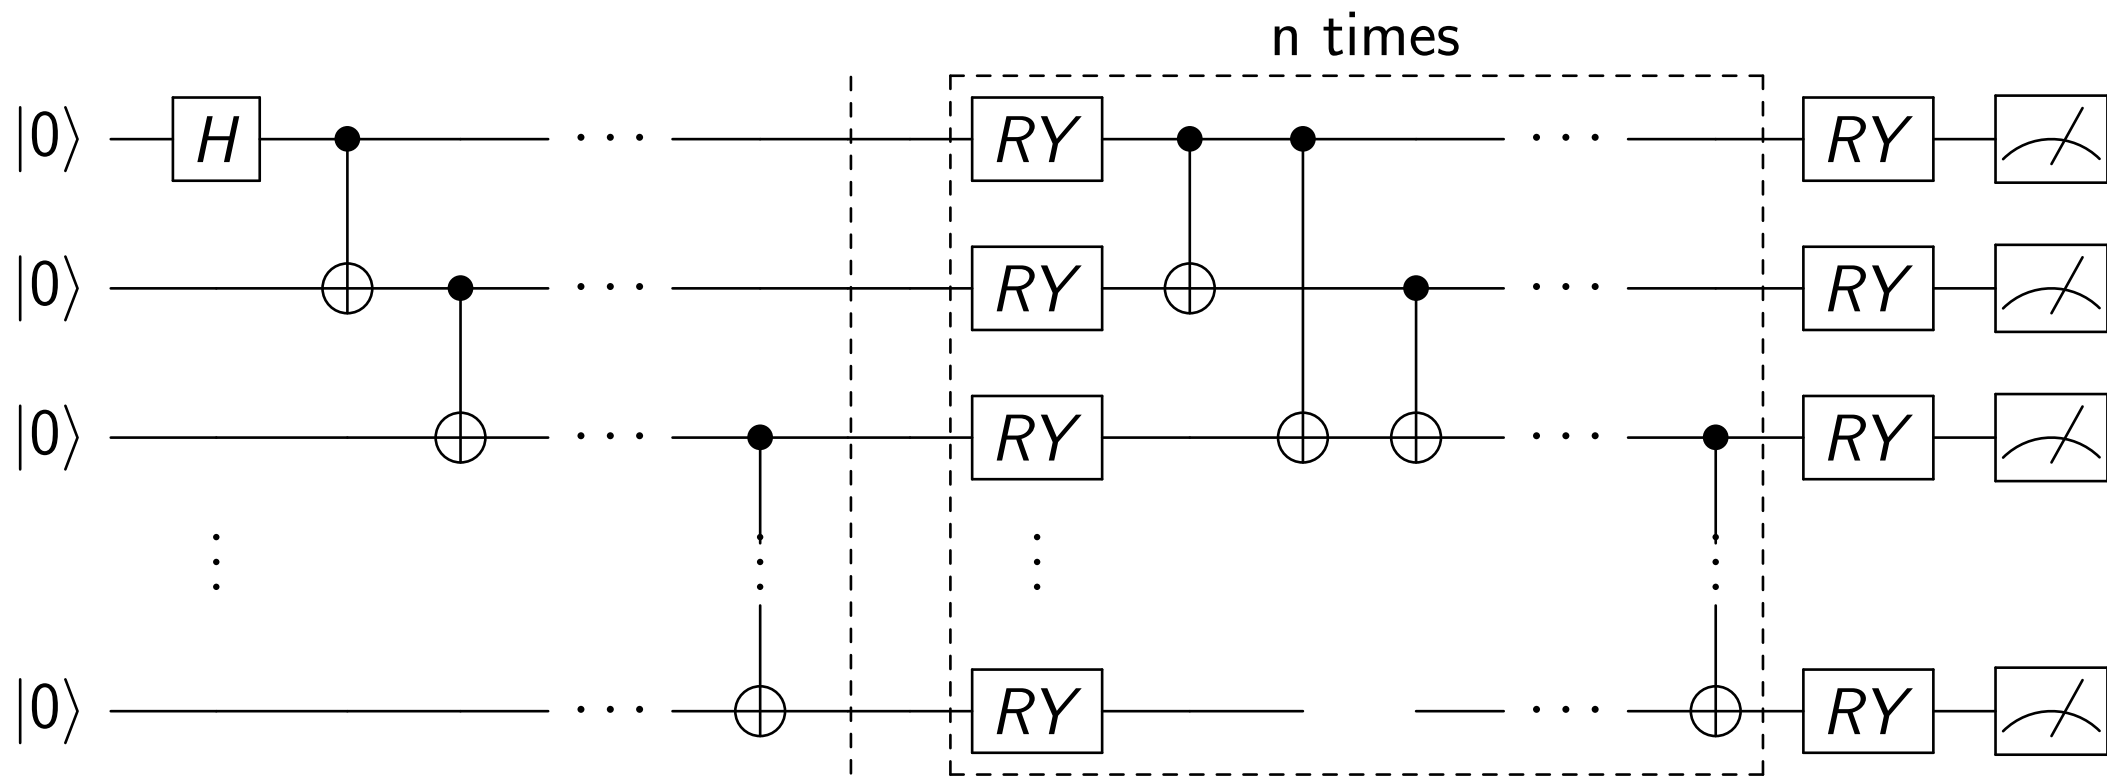 n times
|0⟩ H ··· RY ··· RY
|0⟩ ··· RY ··· RY
|0⟩ ··· RY ··· RY
⋮ ⋮ ⋮ ⋮
|0⟩ ··· RY ··· RY